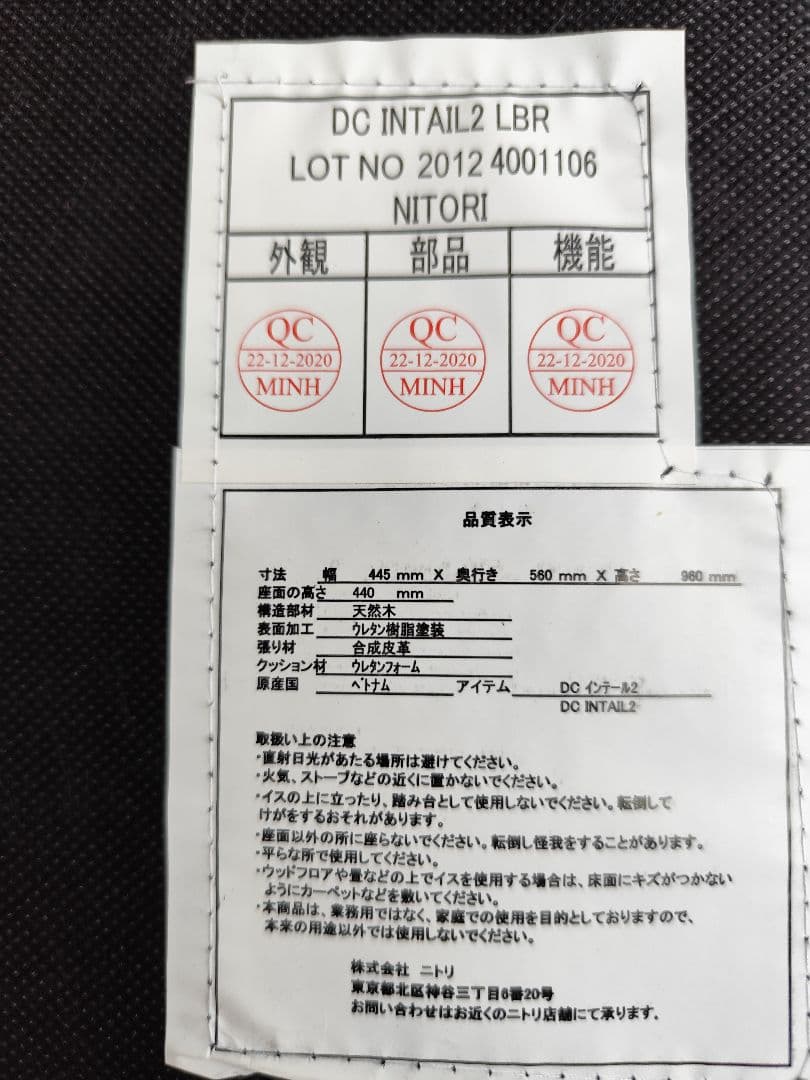 DC INTAIL2 LBR
LOT NO 2012 4001106
NITORI
外観 部品 機能
QC QC QC
22-12-2020 22-12-2020 22-12-2020
MINH MINH MINH
品質表示
寸法 幅 445 mm X 奥行き 560 mm X 高さ 960 mm
座面の高さ 440 mm
構造部材 天然木
表面加工 ウレタン樹脂塗装
張り材 合成皮革
クッション材 ウレタンフォーム
原産国 ベトナム アイテム DC インテール2
DC INTAIL2
取扱い上の注意
・直射日光があたる場所は避けてください。
・火気、ストーブなどの近くに置かないでください。
・イスの上に立ったり、踏み台として使用しないでください。転倒して
けがをするおそれがあります。
・座面以外の所に座らないでください。転倒し怪我をすることがあります。
・平らな所で使用してください。
・ウッドフロアや畳などの上でイスを使用する場合は、床面にキズがつかない
ようにカーペットなどを敷いてください。
・本商品は、業務用ではなく、家庭での使用を目的としておりますので、
本来の用途以外では使用しないでください。
株式会社 ニトリ
東京都北区神谷三丁目6番20号
お問い合わせはお近くのニトリ店舗にて承ります。